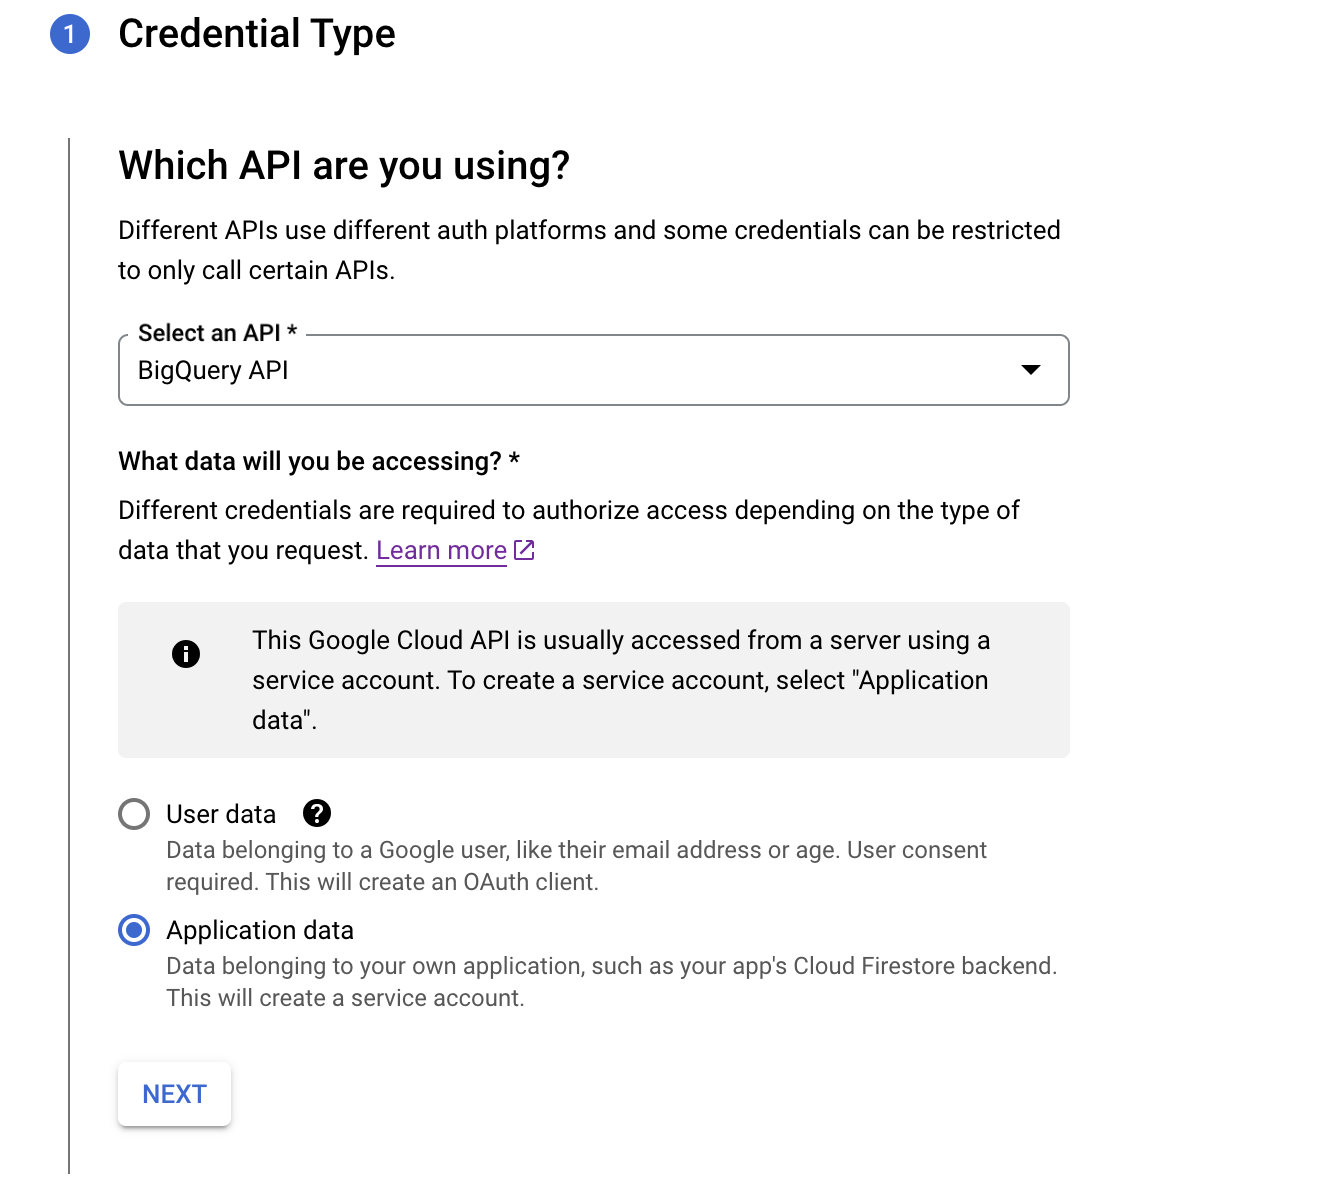 1 Credential Type
Which API are you using?
Different APIs use different auth platforms and some credentials can be restricted
to only call certain APIs.
Select an API *
BigQuery API
What data will you be accessing? *
Different credentials are required to authorize access depending on the type of
data that you request. Learn more
This Google Cloud API is usually accessed from a server using a
service account. To create a service account, select "Application
data".
User data
Data belonging to a Google user, like their email address or age. User consent
required. This will create an OAuth client.
Application data
Data belonging to your own application, such as your app's Cloud Firestore backend.
This will create a service account.
NEXT